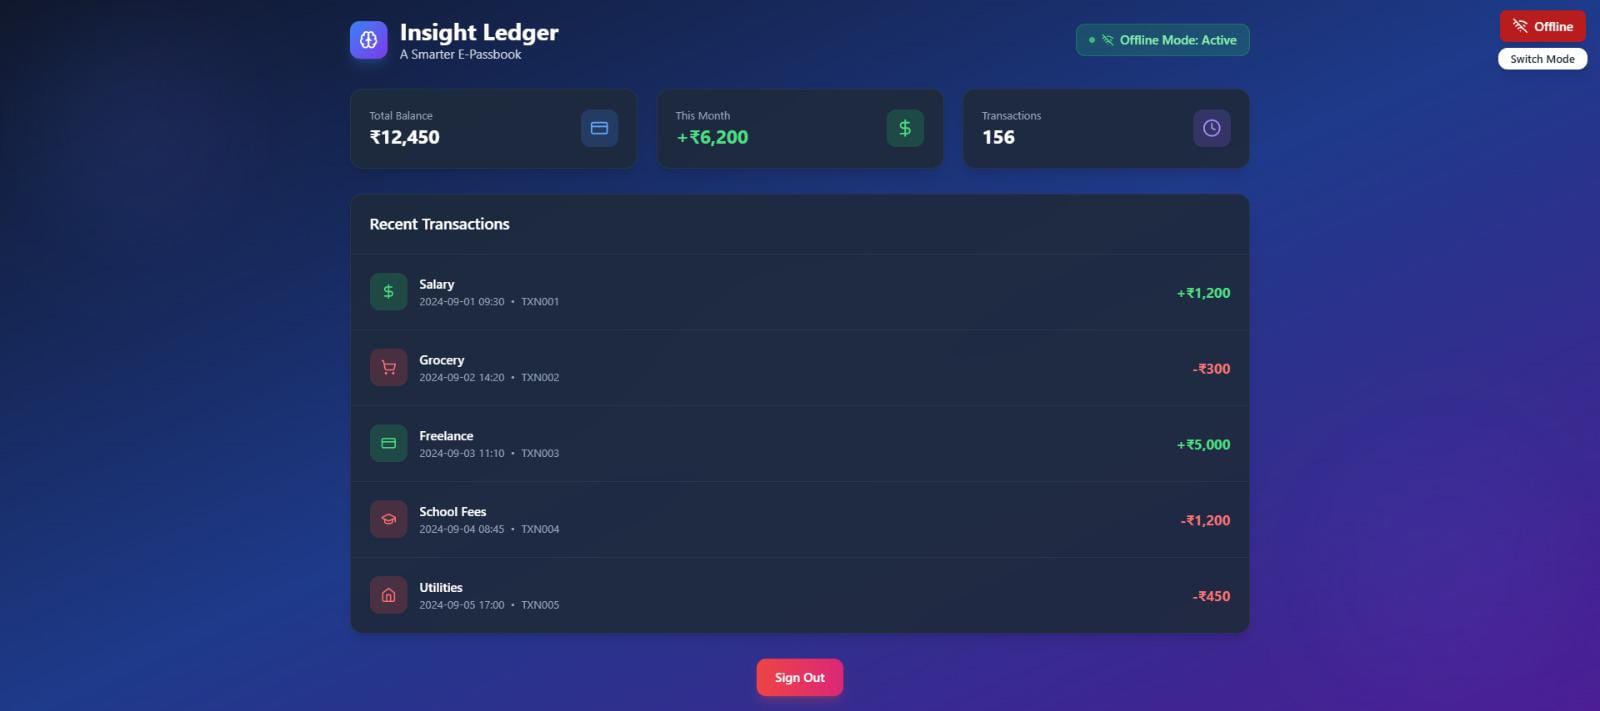 Insight Ledger
A Smarter E-Passbook
Offline Mode: Active
Offline
Switch Mode
Total Balance
₹12,450
This Month
+₹6,200
Transactions
156
Recent Transactions
Salary
2024-09-01 09:30 • TXN001
+₹1,200
Grocery
2024-09-02 14:20 • TXN002
-₹300
Freelance
2024-09-03 11:10 • TXN003
+₹5,000
School Fees
2024-09-04 08:45 • TXN004
-₹1,200
Utilities
2024-09-05 17:00 • TXN005
-₹450
Sign Out